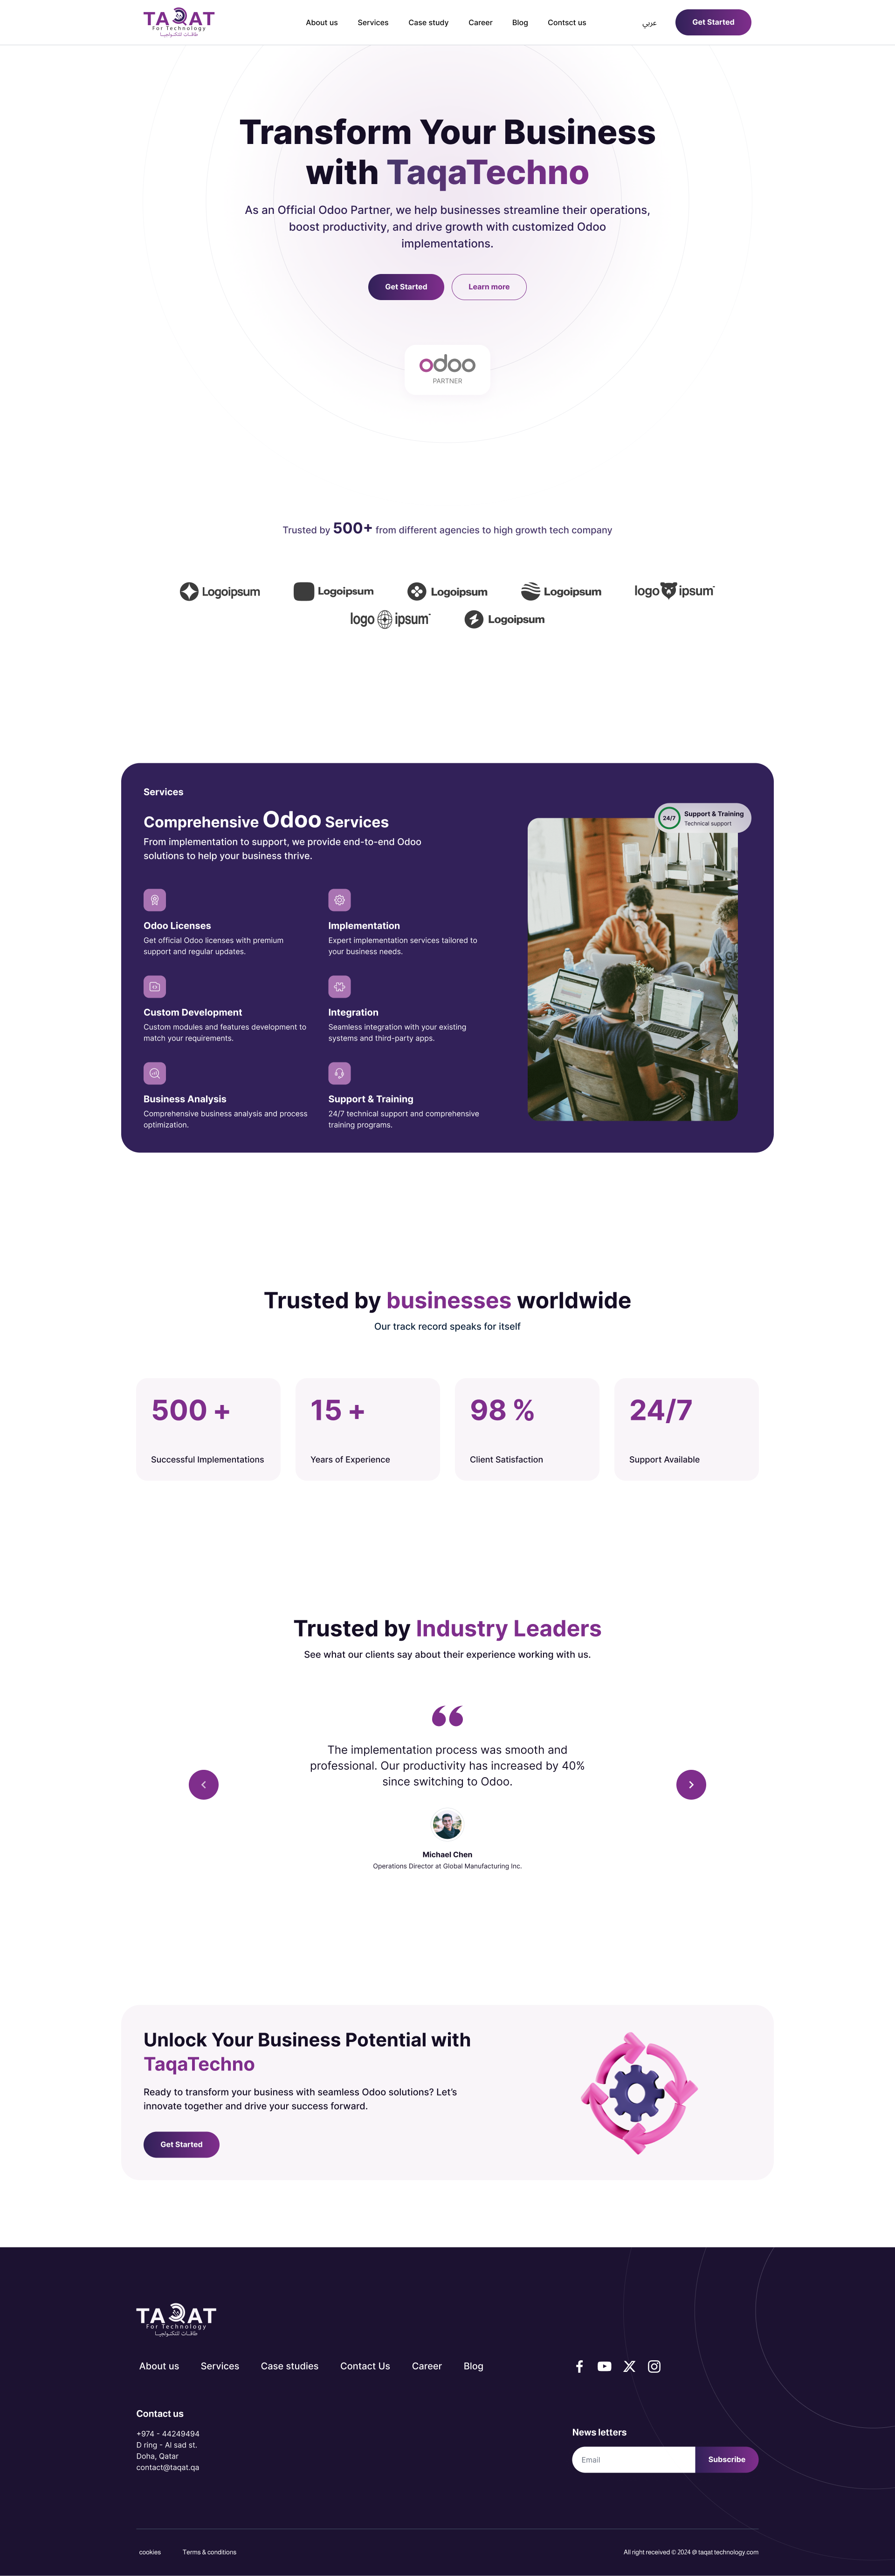 TAQAT
For Technology
طاقات للتكنولوجيا
About us
Services
Case study
Career
Blog
Contsct us
عربي
Get Started
Transform Your Business
with TaqaTechno
As an Official Odoo Partner, we help businesses streamline their operations,
boost productivity, and drive growth with customized Odoo
implementations.
Get Started
Learn more
odoo
PARTNER
Trusted by 500+ from different agencies to high growth tech company
Logoipsum
Logoipsum
Logoipsum
Logoipsum
logo ipsum
logo ipsum
Logoipsum
Services
Comprehensive Odoo Services
From implementation to support, we provide end-to-end Odoo
solutions to help your business thrive.
24/7
Support & Training
Technical support
Odoo Licenses
Get official Odoo licenses with premium
support and regular updates.
Implementation
Expert implementation services tailored to
your business needs.
Custom Development
Custom modules and features development to
match your requirements.
Integration
Seamless integration with your existing
systems and third-party apps.
Business Analysis
Comprehensive business analysis and process
optimization.
Support & Training
24/7 technical support and comprehensive
training programs.
Trusted by businesses worldwide
Our track record speaks for itself
500 +
Successful Implementations
15 +
Years of Experience
98 %
Client Satisfaction
24/7
Support Available
Trusted by Industry Leaders
See what our clients say about their experience working with us.
The implementation process was smooth and
professional. Our productivity has increased by 40%
since switching to Odoo.
Michael Chen
Operations Director at Global Manufacturing Inc.
Unlock Your Business Potential with
TaqaTechno
Ready to transform your business with seamless Odoo solutions? Let's
innovate together and drive your success forward.
Get Started
TAQAT
For Technology
طاقات للتكنولوجيا
About us
Services
Case studies
Contact Us
Career
Blog
Contact us
+974 - 44249494
D ring - Al sad st.
Doha, Qatar
contact@taqat.qa
News letters
Email
Subscribe
cookies
Terms & conditions
All right received © 2024 @ taqat technology.com